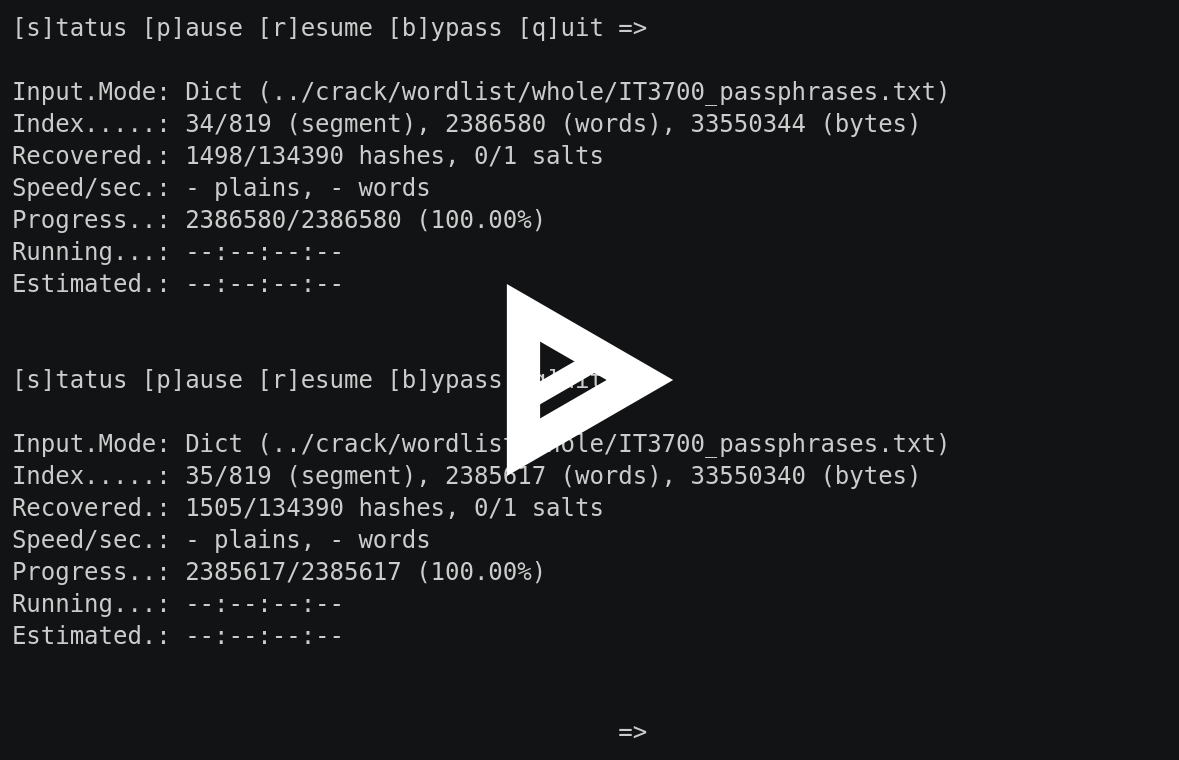 [s]tatus [p]ause [r]esume [b]ypass [q]uit =>
Input.Mode: Dict (../crack/wordlist/whole/IT3700_passphrases.txt)
Index.....: 34/819 (segment), 2386580 (words), 33550344 (bytes)
Recovered.: 1498/134390 hashes, 0/1 salts
Speed/sec.: - plains, - words
Progress..: 2386580/2386580 (100.00%)
Running...: --:--:--:--
Estimated.: --:--:--:--
[s]tatus [p]ause [r]esume [b]ypass
Input.Mode: Dict (../crack/wordlist/whole/IT3700_passphrases.txt)
Index.....: 35/819 (segment), 2385617 (words), 33550340 (bytes)
Recovered.: 1505/134390 hashes, 0/1 salts
Speed/sec.: - plains, - words
Progress..: 2385617/2385617 (100.00%)
Running...: --:--:--:--
Estimated.: --:--:--:--
=>